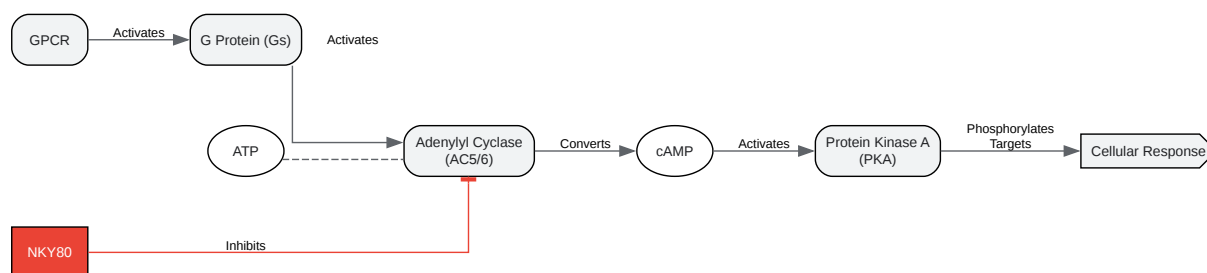 GPCR
Activates
G Protein (Gs)
Activates
ATP
Adenylyl Cyclase
(AC5/6)
Converts
cAMP
Activates
Protein Kinase A
(PKA)
Phosphorylates
Targets
Cellular Response
NKY80
Inhibits